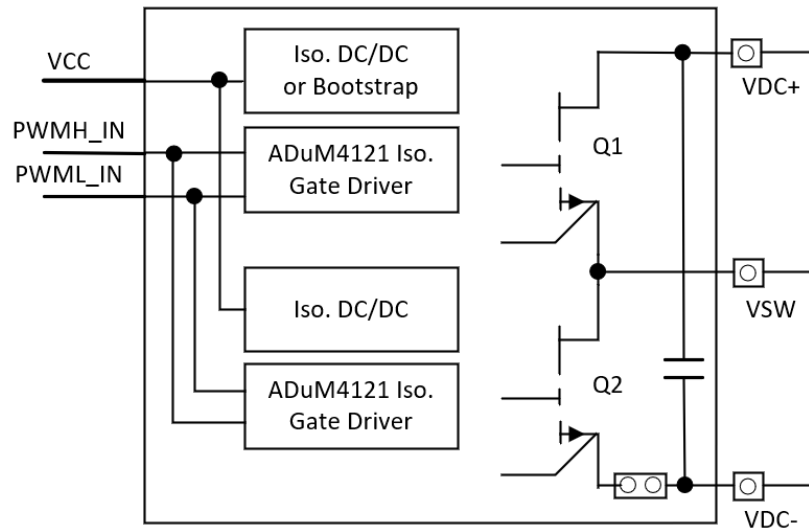 VCC
PWMH_IN
PWML_IN
Iso. DC/DC
or Bootstrap
ADuM4121 Iso.
Gate Driver
Iso. DC/DC
ADuM4121 Iso.
Gate Driver
Q1
Q2
VDC+
VSW
VDC-